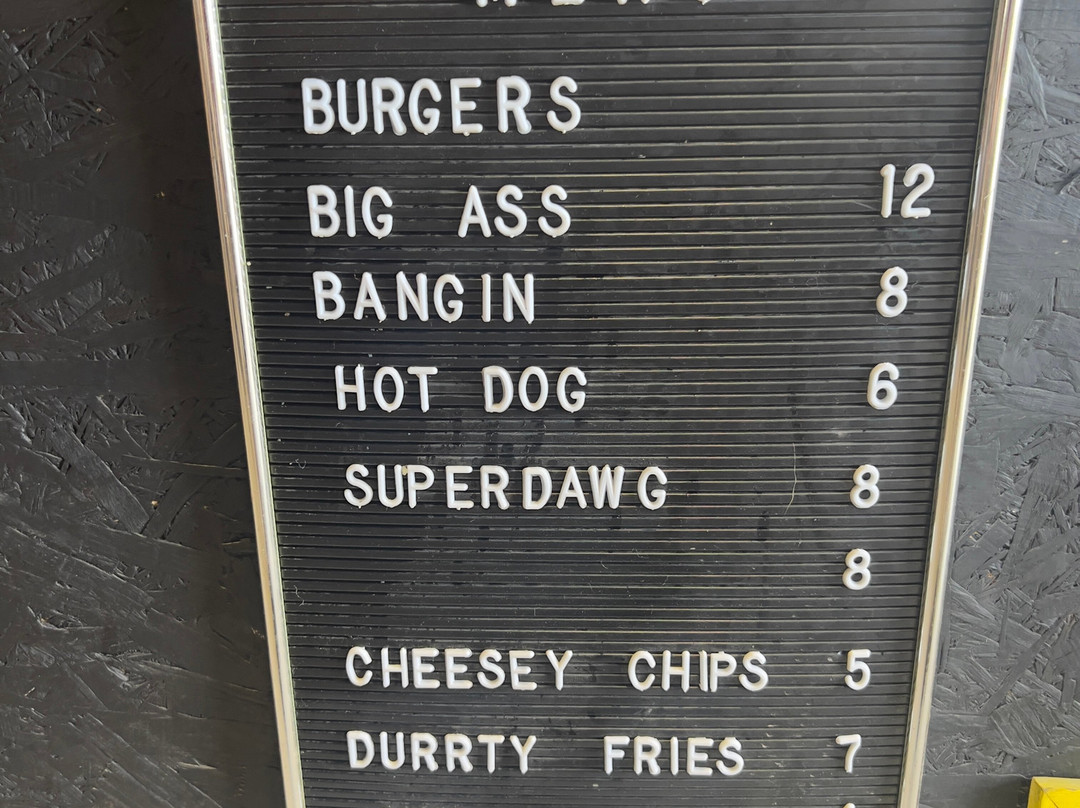 BURGERS
BIG ASS 12
BANGIN 8
HOT DOG 6
SUPERDAWG 8
8
CHEESEY CHIPS 5
DURRTY FRIES 7